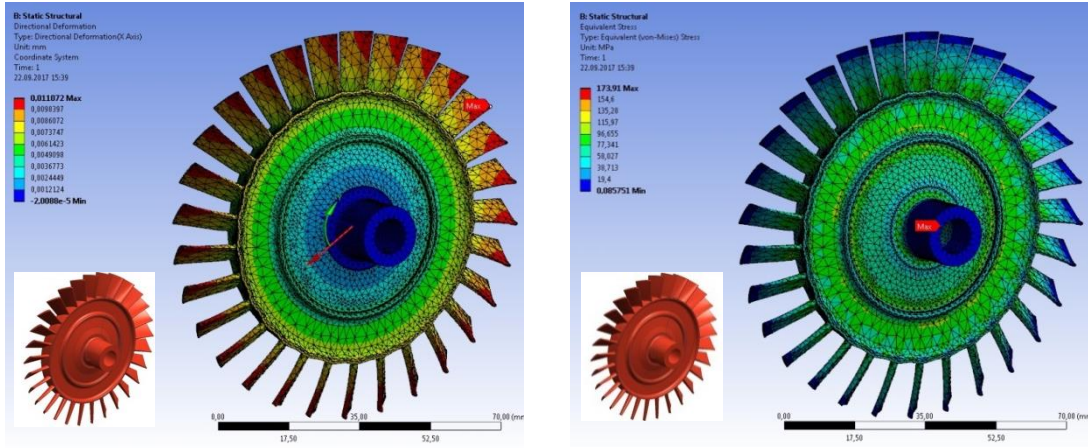 B: Static Structural
Directional Deformation
Type: Directional Deformation(X Axis)
Unit: mm
Coordinate System
Time: 1
22.09.2017 15:39
0,011072 Max
0,0098397
0,0086072
0,0073747
0,0061423
0,0049098
0,0036773
0,0024449
0,0012124
-2.0088e-5 Min
Max
0,00
35,00
70,00 (mm
17,50
52,50
B: Static Structural
Equivalent Stress
Type: Equivalent (von-Mises) Stress
Unit: MPa
Time: 1
22.09.2017 15:39
173,91 Max
154,6
135,28
115,97
96,655
77,341
58,027
38,713
19,4
0,085751 Min
Max
0,00
35,00
70,00 (mm
17,50
52,50